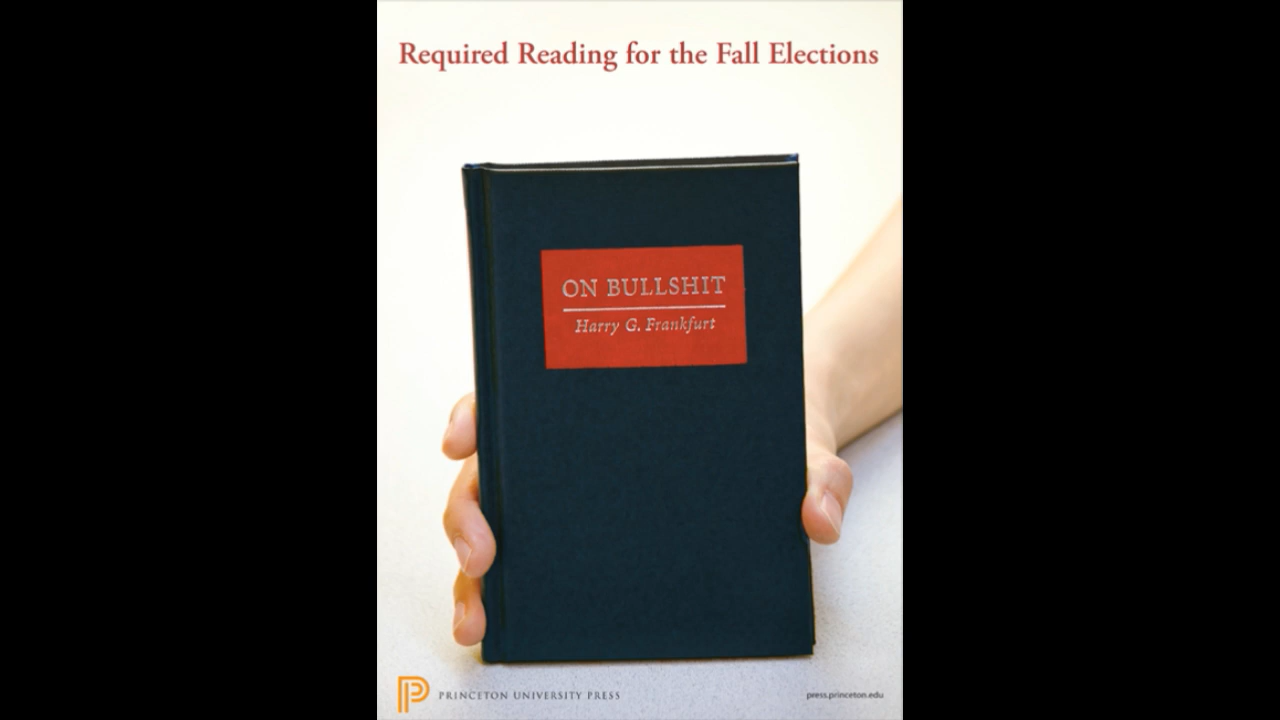 Required Reading for the Fall Elections
ON BULLSHIT
Harry G. Frankfurt
PRINCETON UNIVERSITY PRESS
press.princeton.edu